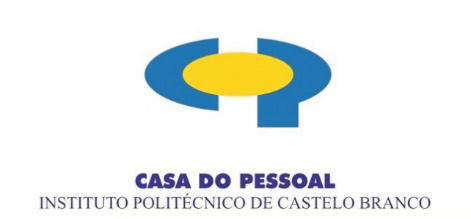 CASA DO PESSOAL
INSTITUTO POLITÉCNICO DE CASTELO BRANCO